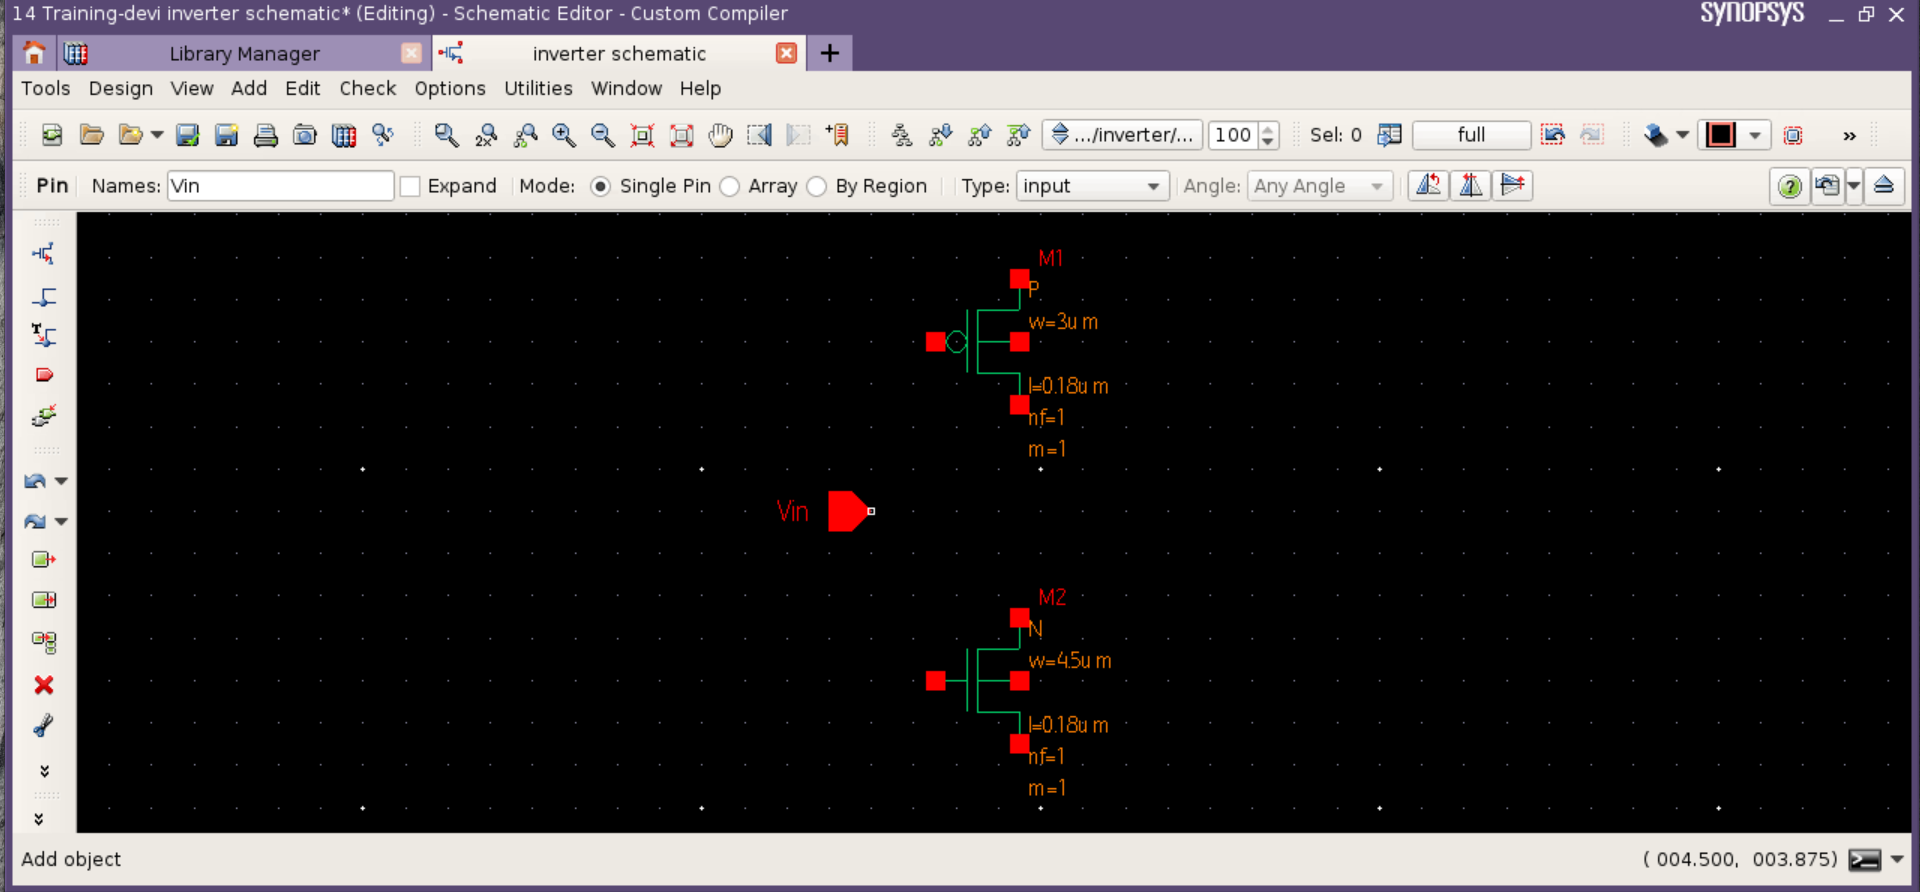 14 Training-devi inverter schematic* (Editing) - Schematic Editor - Custom Compiler
SYNOPSYS
Library Manager
inverter schematic
Tools Design View Add Edit Check Options Utilities Window Help
2x
.../inverter/...
100
Sel: 0
full
»
Pin Names: Vin Expand Mode: Single Pin Array By Region Type: input Angle: Any Angle
M1
P
w=3u m
l=0.18u m
nf=1
m=1
Vin
M2
N
w=4.5u m
l=0.18u m
nf=1
m=1
Add object
( 004.500, 003.875)